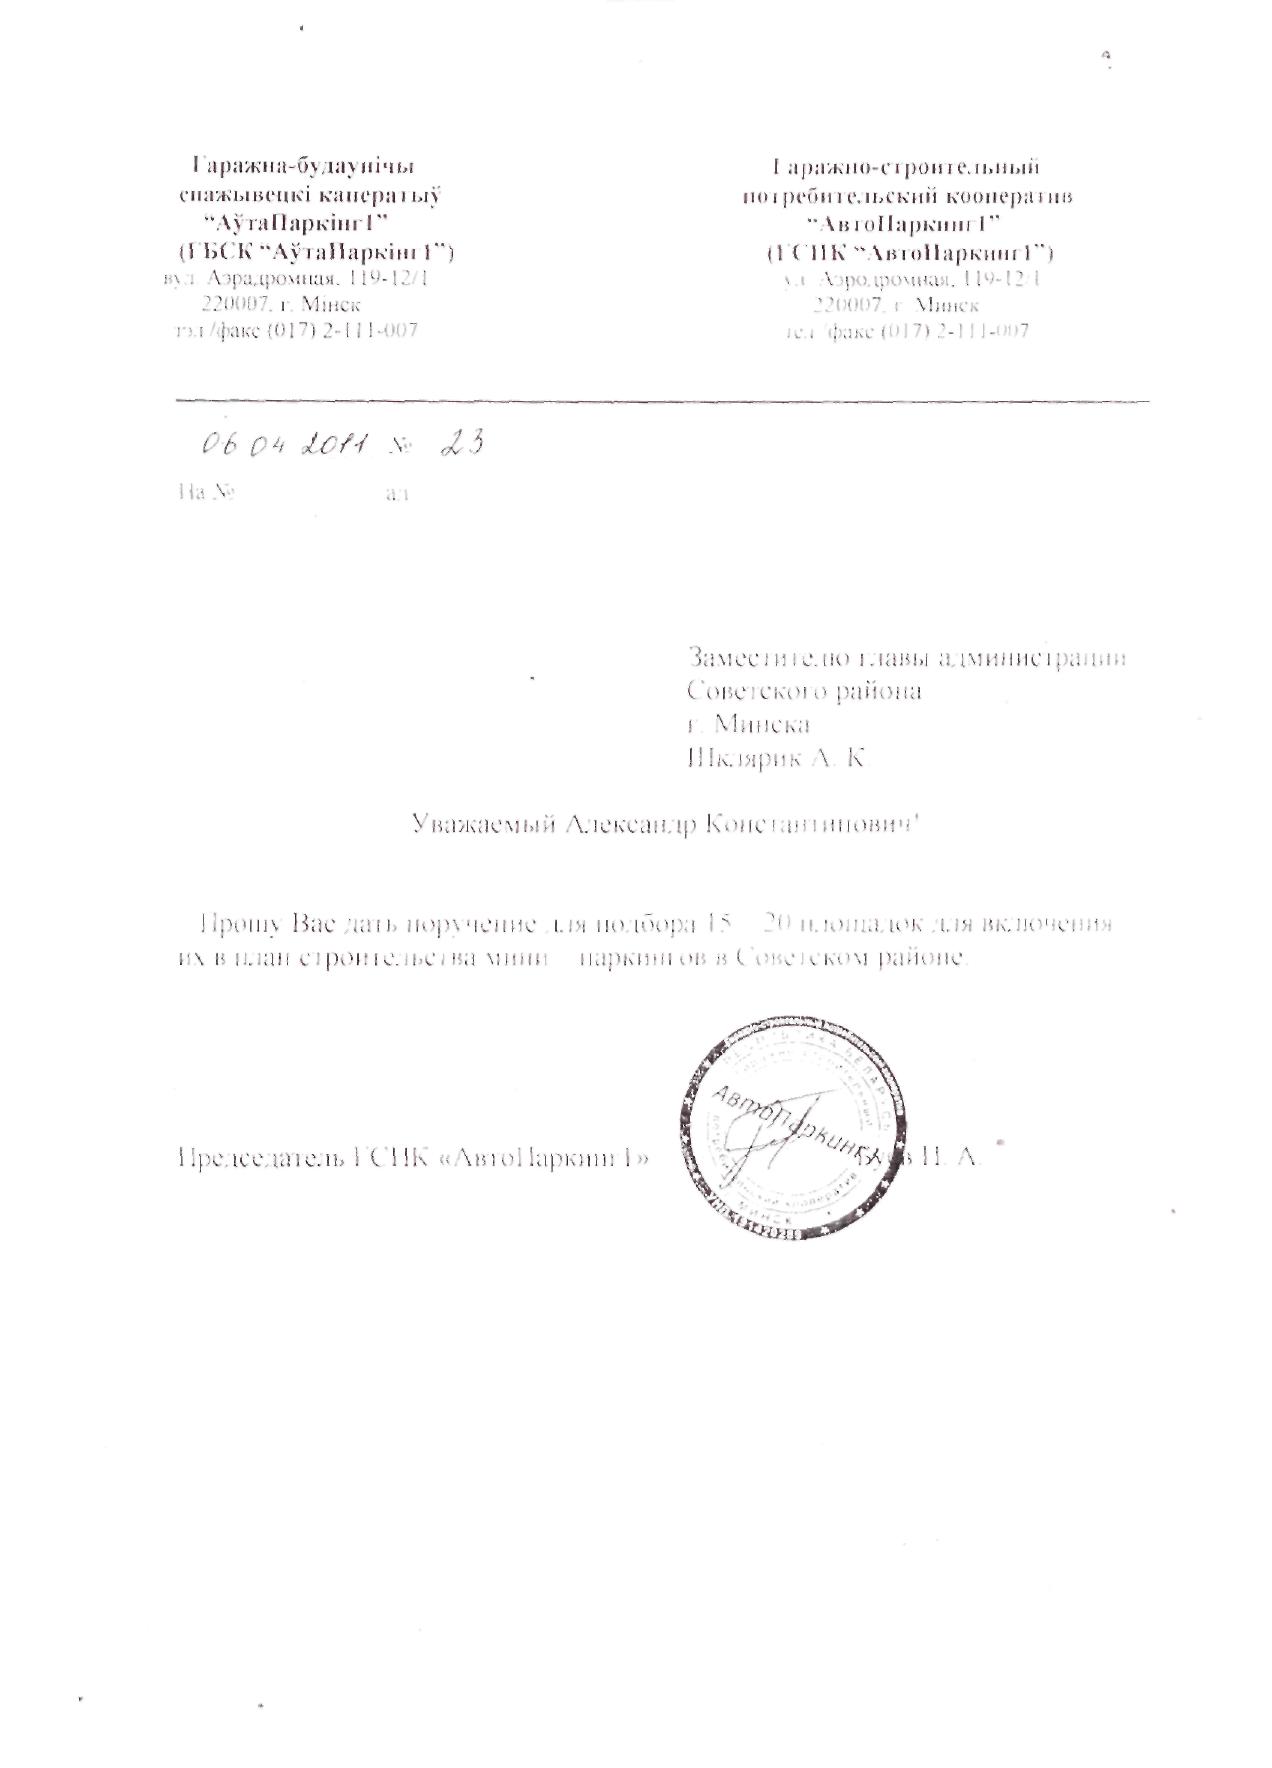 Гаражна-будаунічы
спажывецкі каператыў
“АўтаПаркінг1”
(ГБСК “АўтаПаркінг1”)
вул. Аэрадромная, 119-12/1
220007, г. Мінск
тэл/факс (017) 2-111-007
Гаражно-строительный
потребительский кооператив
“АвтоПаркинг1”
(ГСПК “АвтоПаркинг1”)
ул. Аэродромная, 119-12/1
220007, г. Минск
тел/факс (017) 2-111-007
06 04 2011 № 23
На № ад
Заместителю главы администрации
Советского района
г. Минска
Шклярик А. К.
Уважаемый Александр Константинович!
Прошу Вас дать поручение для подбора 15 – 20 площадок для включения
их в план строительства мини – паркингов в Советском районе.
РЕСПУБЛИКА БЕЛАРУСЬ
АвтоПаркинг1
потребительский кооператив
МИНСК
Председатель ГСПК «АвтоПаркинг1»
П. А.